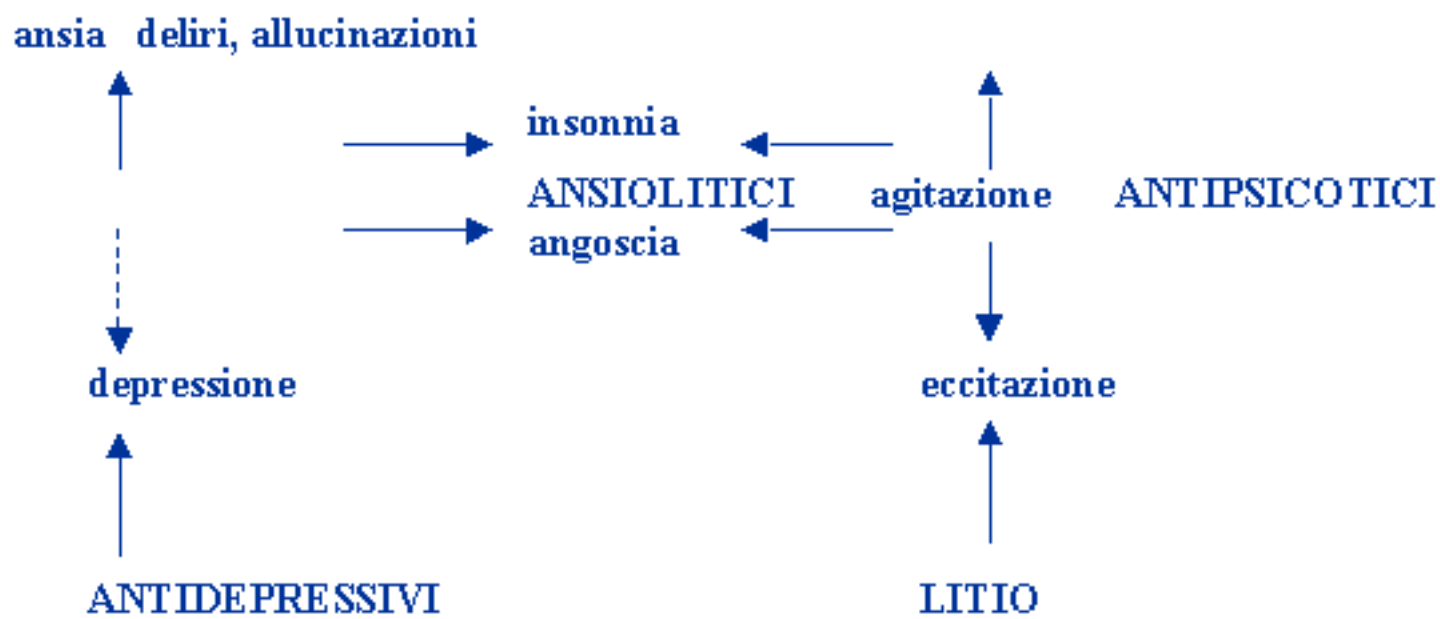 ansia deliri, allucinazioni
insonnia
ANSIOLITICI agitazione ANTIPSICOTICI
angoscia
depressione eccitazione
ANTIDEPRESSIVI LITIO